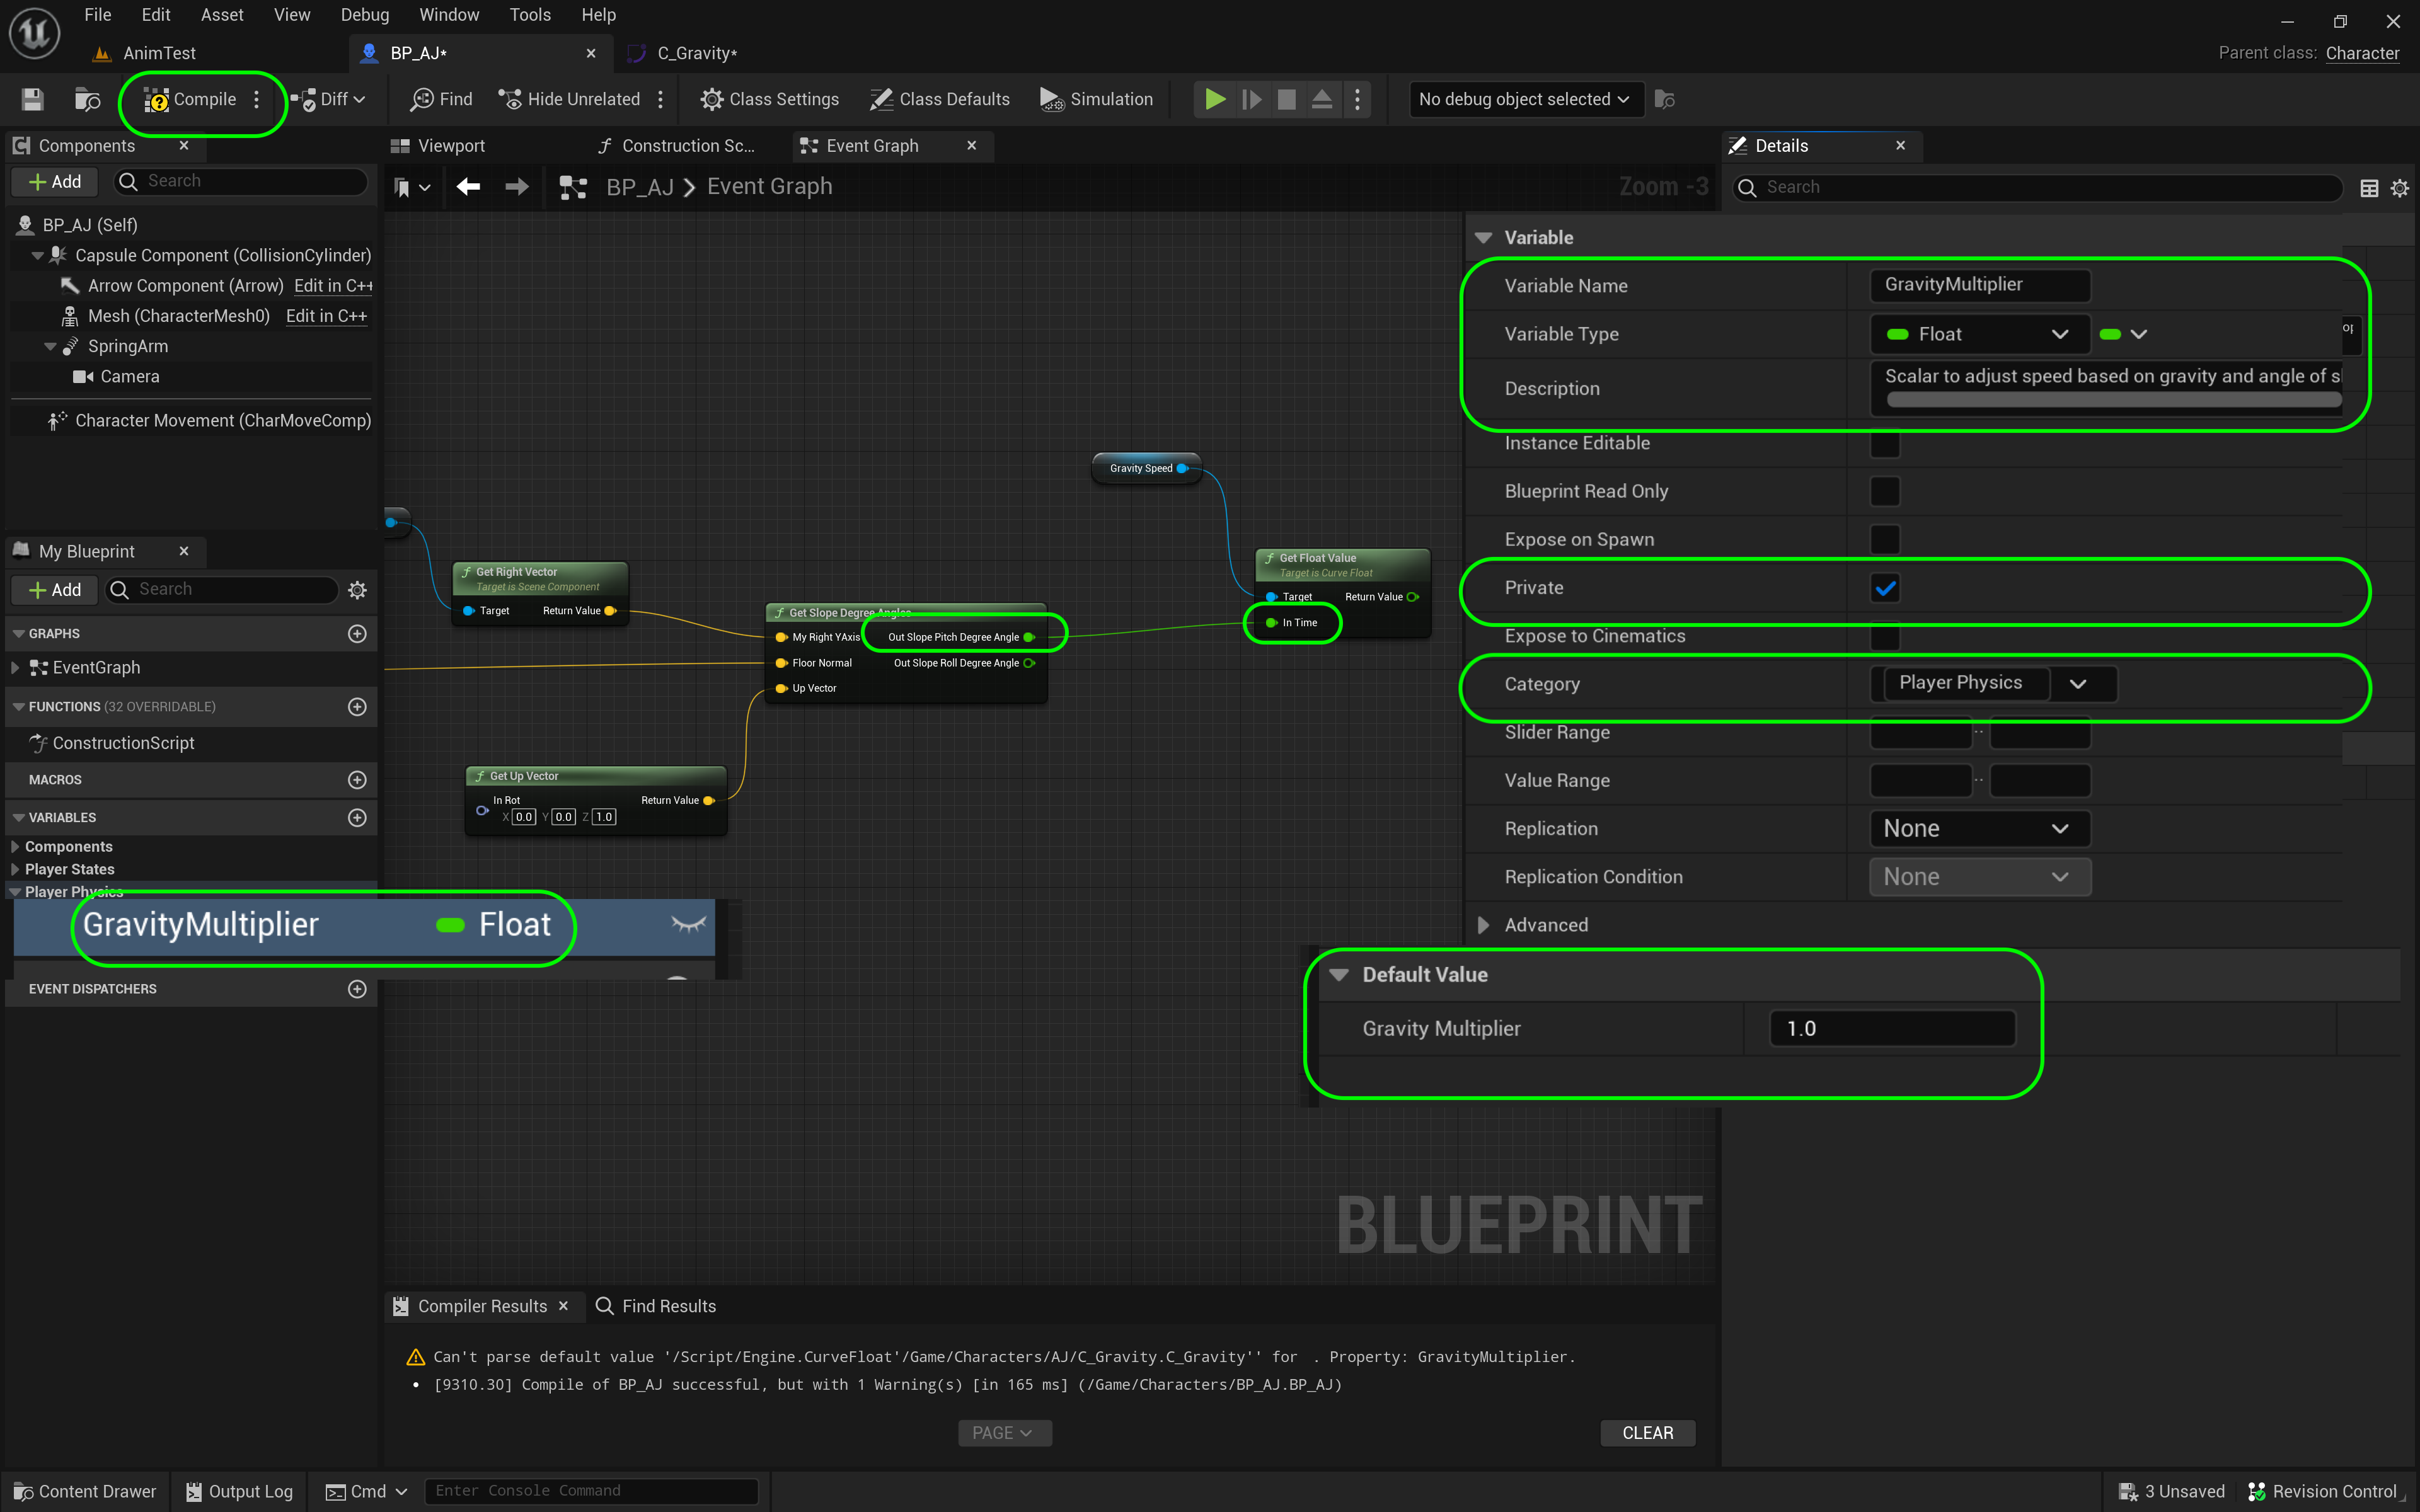 File Edit Asset View Debug Window Tools Help
AnimTest
BP_AJ*
C_Gravity*
Parent class: Character
Compile
Diff
Find
Hide Unrelated
Class Settings
Class Defaults
Simulation
No debug object selected
Components
Add
Search
BP_AJ (Self)
Capsule Component (CollisionCylinder)
Arrow Component (Arrow) Edit in C++
Mesh (CharacterMesh0) Edit in C++
SpringArm
Camera
Character Movement (CharMoveComp)
My Blueprint
Add
Search
GRAPHS
EventGraph
FUNCTIONS (32 OVERRIDABLE)
ConstructionScript
MACROS
VARIABLES
Components
Player States
Player Physics
GravityMultiplier Float
EVENT DISPATCHERS
Viewport
Construction Sc...
Event Graph
BP_AJ > Event Graph
Zoom -3
Gravity Speed
Get Right Vector
Target is Scene Component
Target Return Value
Get Slope Degree Angles
My Right YAxis Out Slope Pitch Degree Angle
Floor Normal Out Slope Roll Degree Angle
Up Vector
Get Float Value
Target is Curve Float
Target Return Value
In Time
Get Up Vector
In Rot Return Value
X 0.0 Y 0.0 Z 1.0
BLUEPRINT
Details
Search
Variable
Variable Name GravityMultiplier
Variable Type Float
Description Scalar to adjust speed based on gravity and angle of
Instance Editable
Blueprint Read Only
Expose on Spawn
Private
Expose to Cinematics
Category Player Physics
Slider Range ..
Value Range ..
Replication None
Replication Condition None
Advanced
Default Value
Gravity Multiplier 1.0
Compiler Results
Find Results
Can't parse default value '/Script/Engine.CurveFloat'/Game/Characters/AJ/C_Gravity.C_Gravity'' for . Property: GravityMultiplier.
• [9310.30] Compile of BP_AJ successful, but with 1 Warning(s) [in 165 ms] (/Game/Characters/BP_AJ.BP_AJ)
PAGE
CLEAR
Content Drawer
Output Log
Cmd
Enter Console Command
3 Unsaved
Revision Control